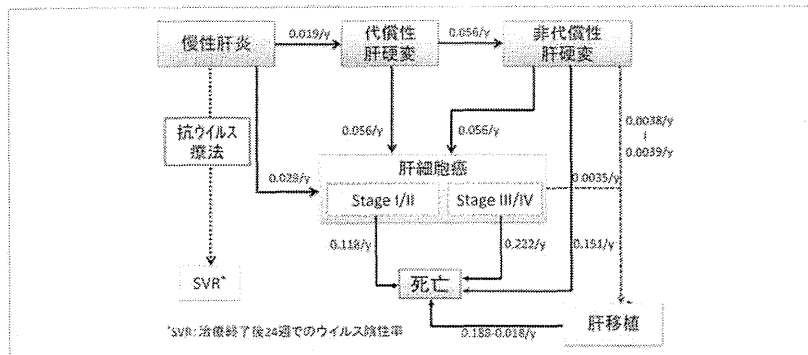 慢性肝炎
0.019/y
代償性
肝硬変
0.056/y
非代償性
肝硬変
抗ウイルス
療法
0.029/y
0.056/y
0.056/y
0.0038/y
~
0.0039/y
肝細胞癌
Stage I/II
Stage III/IV
0.0035/y
0.118/y
0.222/y
0.151/y
SVR*
死亡
肝移植
0.188-0.018/y
*SVR: 治療終了後24週でのウイルス陰性率